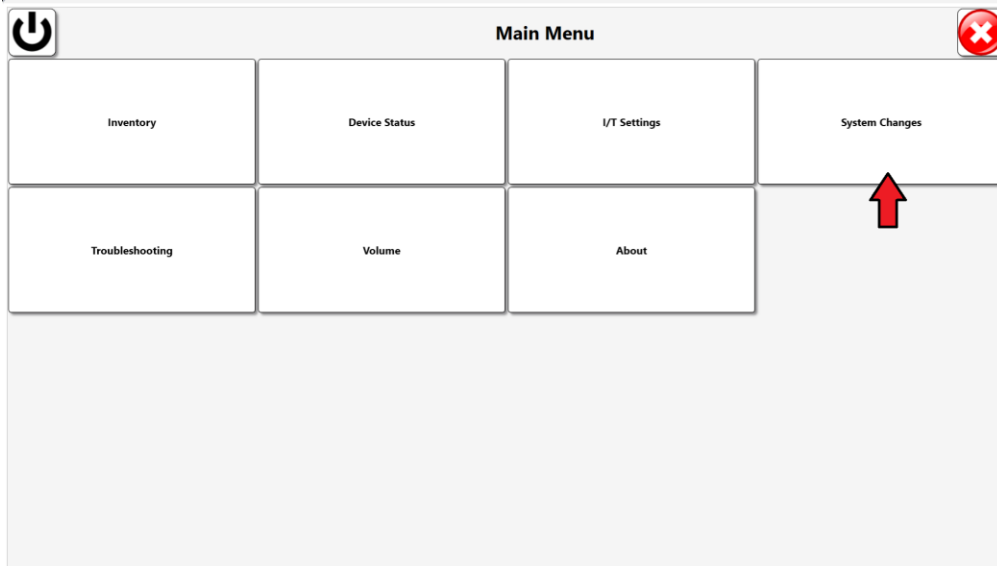 Main Menu
Inventory
Device Status
I/T Settings
System Changes
Troubleshooting
Volume
About